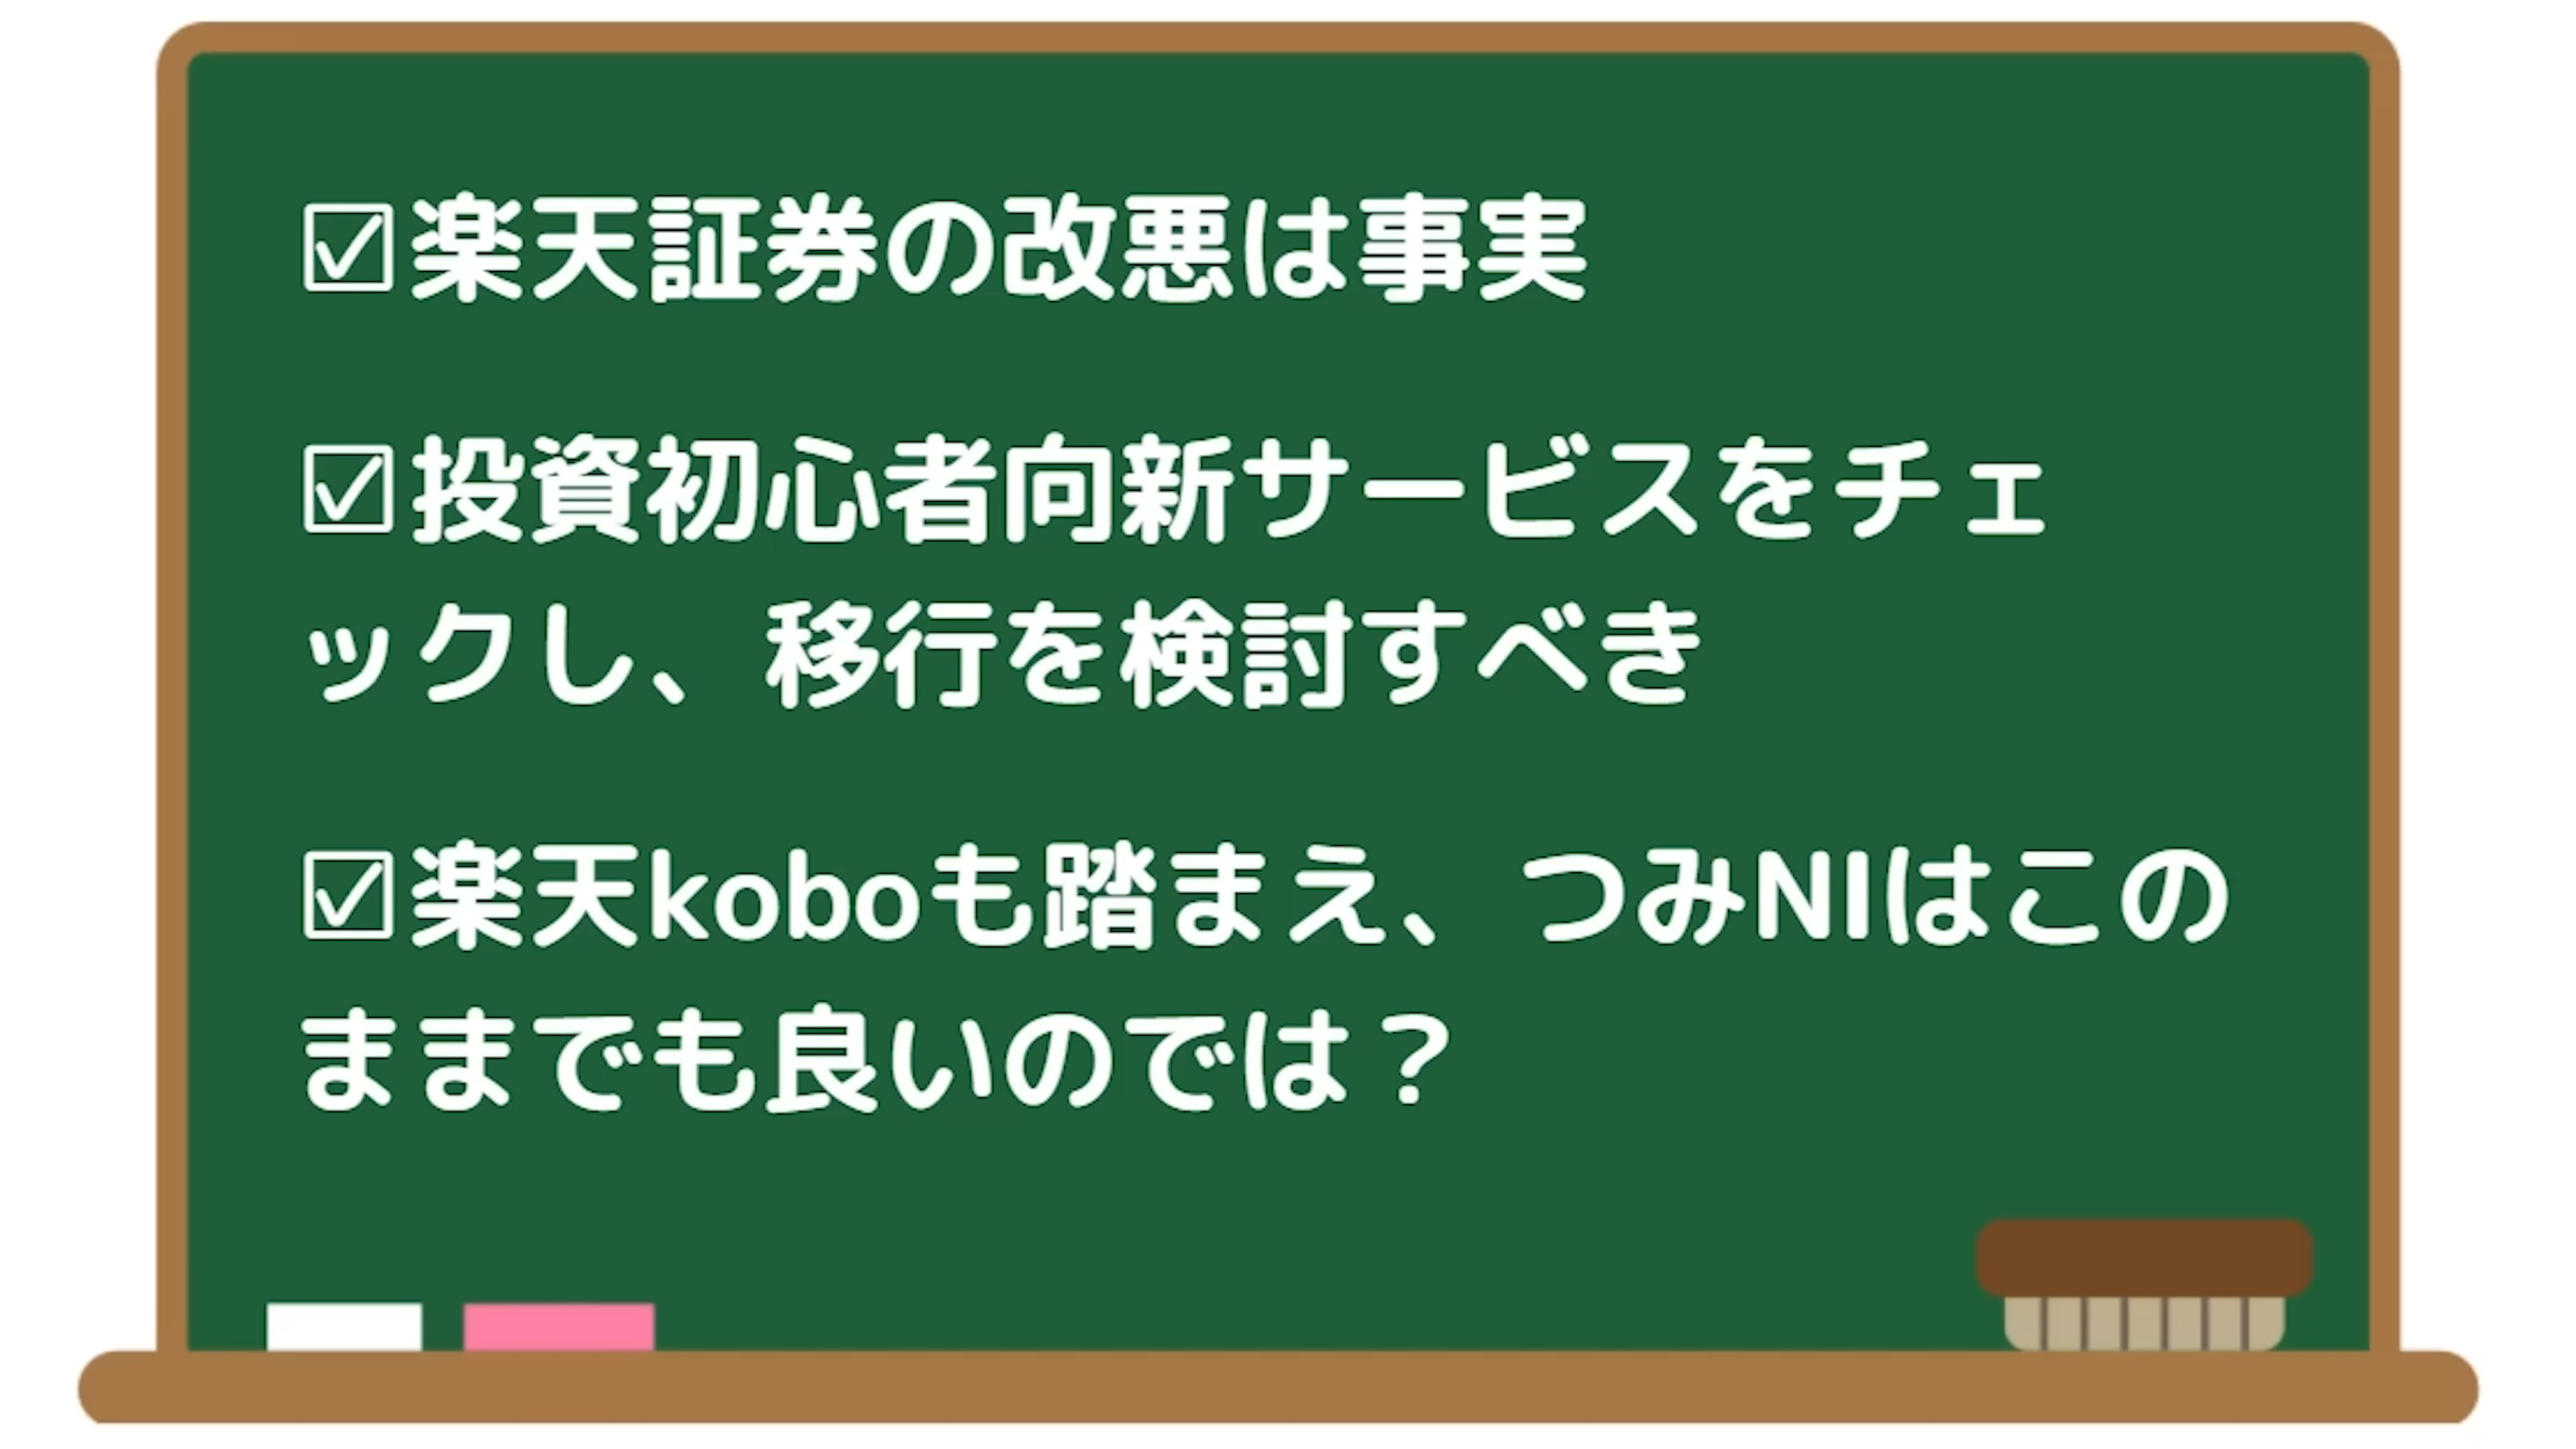 ☑楽天証券の改悪は事実
☑投資初心者向新サービスをチェ
ックし、移行を検討すべき
☑楽天koboも踏まえ、つみNIはこの
ままでも良いのでは？